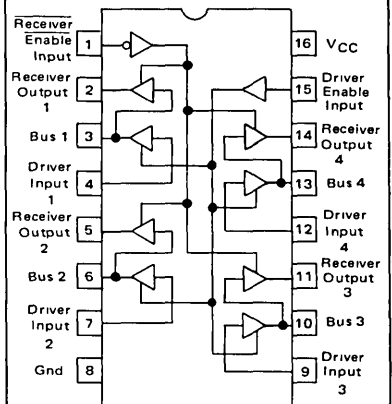 Receiver
Enable
Input
1
Receiver
Output
1
2
Bus 1
3
Driver
Input
1
4
Receiver
Output
2
5
Bus 2
6
Driver
Input
2
7
Gnd
8
16
VCC
15
Driver
Enable
Input
14
Receiver
Output
4
13
Bus 4
12
Driver
Input
4
11
Receiver
Output
3
10
Bus 3
9
Driver
Input
3